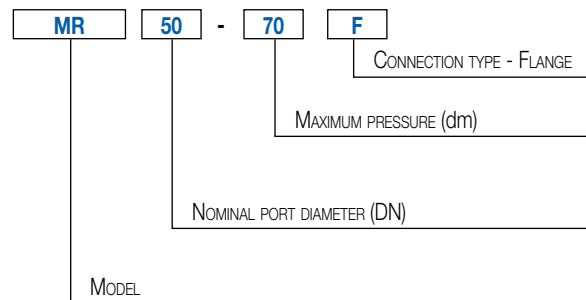 MR 50 - 70 F
Connection type - Flange
Maximum pressure (dm)
Nominal port diameter (DN)
Model